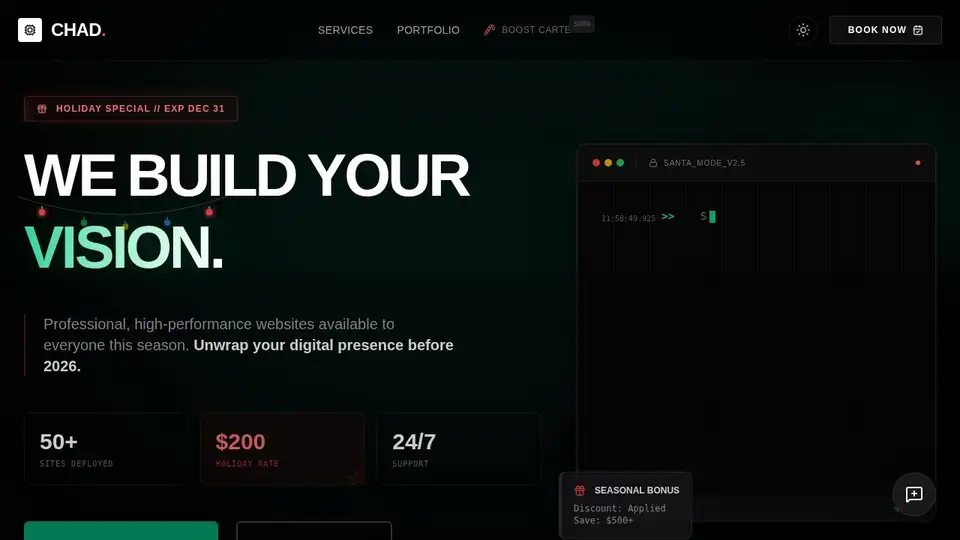 CHAD.
SERVICES
PORTFOLIO
BOOST CARTE
SOON
BOOK NOW
HOLIDAY SPECIAL // EXP DEC 31
WE BUILD YOUR
VISION.
Professional, high-performance websites available to
everyone this season. Unwrap your digital presence before
2026.
50+
SITES DEPLOYED
$200
HOLIDAY RATE
24/7
SUPPORT
SANTA_MODE_V2.5
11:58:49.925 >> S
SEASONAL BONUS
Discount: Applied
Save: $500+